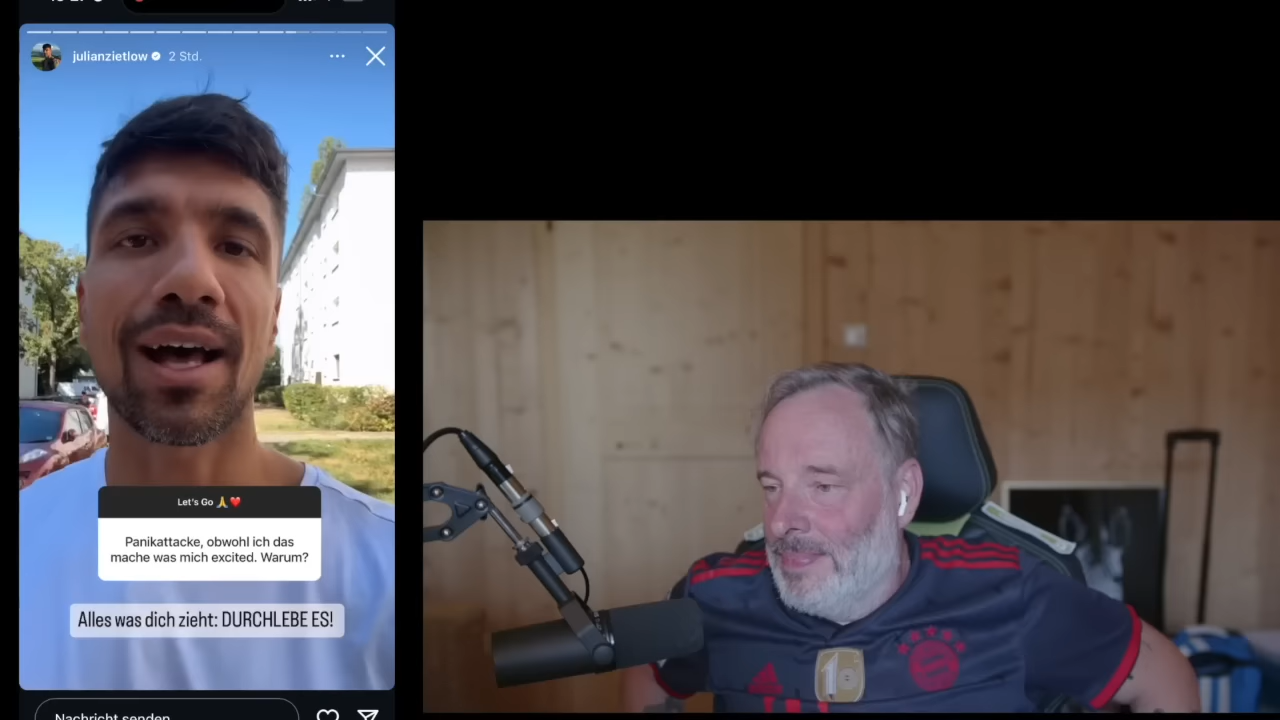 julianzietlow 2 Std.
Let's Go 🙏❤️
Panikattacke, obwohl ich das
mache was mich excited. Warum?
Alles was dich zieht: DURCHLEBE ES!
Nachricht senden